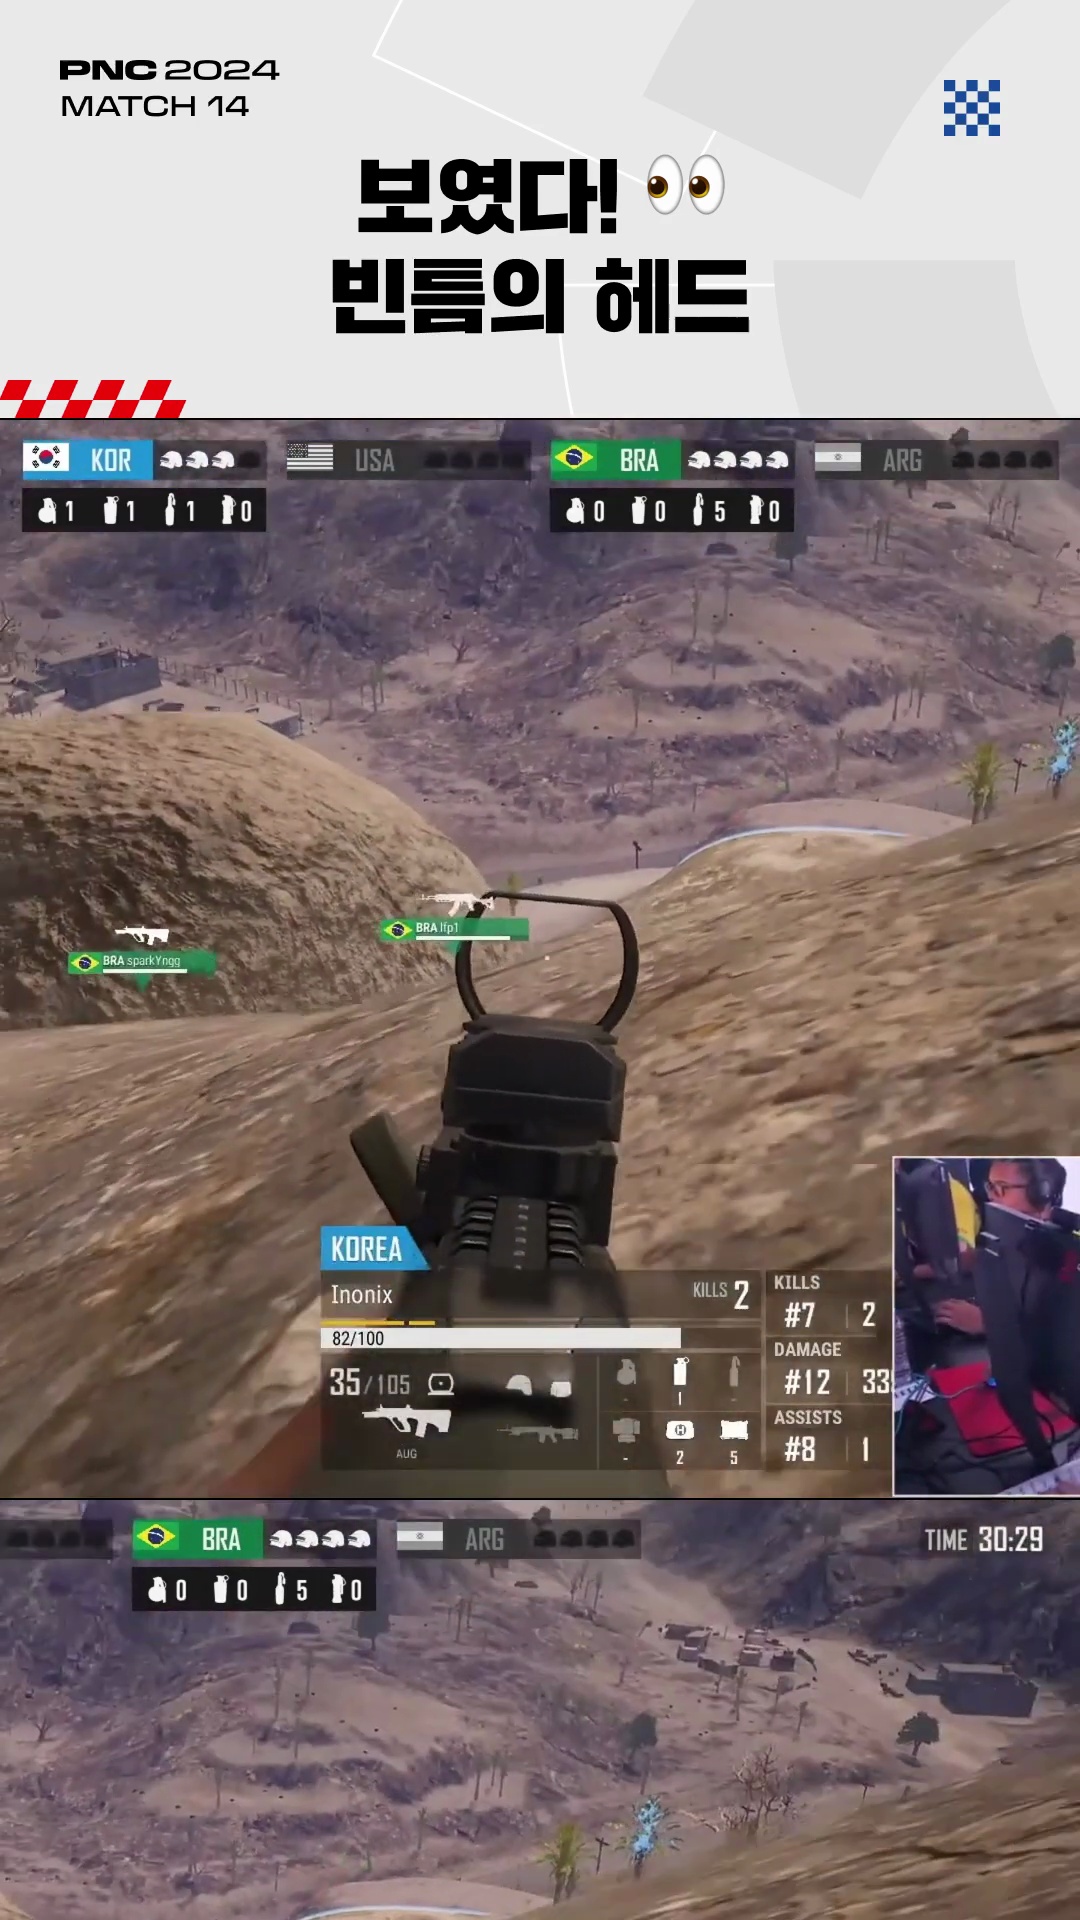 PNC 2024
MATCH 14
보였다! 👀
빈틈의 헤드
KOR
USA
BRA
ARG
1 1 1 0
0 0 5 0
BRA lfp1
BRA sparkYngg
KOREA
Inonix
KILLS 2
82/100
35/105
AUG
-
1
-
-
2
5
KILLS
#7 2
DAMAGE
#12
ASSISTS
#8 1
BRA
ARG
TIME 30:29
0 0 5 0